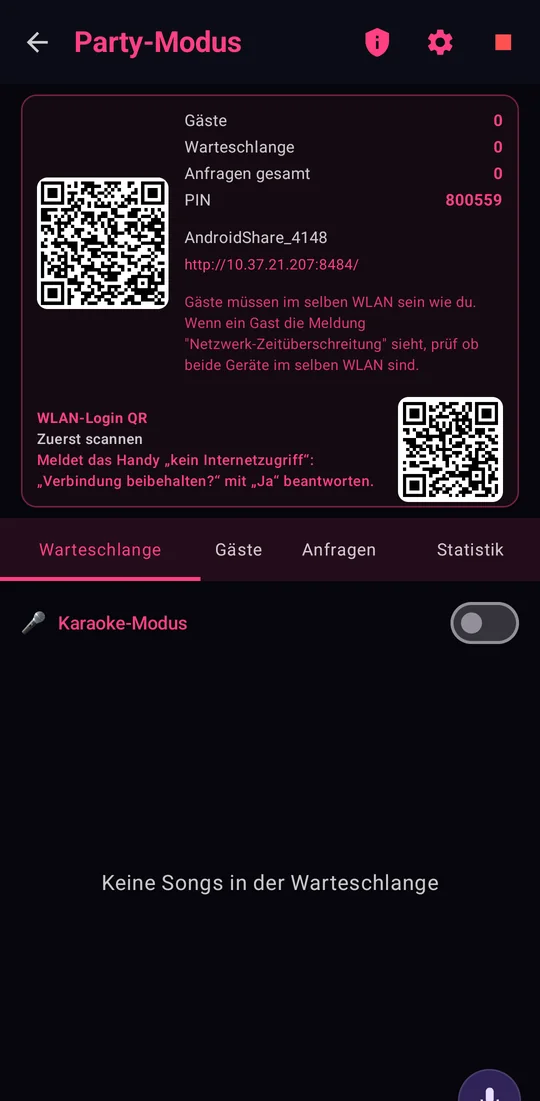 Party-Modus
Gäste 0
Warteschlange 0
Anfragen gesamt 0
PIN 800559
AndroidShare_4148
http://10.37.21.207:8484/
Gäste müssen im selben WLAN sein wie du.
Wenn ein Gast die Meldung
"Netzwerk-Zeitüberschreitung" sieht, prüf ob
beide Geräte im selben WLAN sind.
WLAN-Login QR
Zuerst scannen
Meldet das Handy „kein Internetzugriff“:
„Verbindung beibehalten?“ mit „Ja“ beantworten.
Warteschlange Gäste Anfragen Statistik
Karaoke-Modus
Keine Songs in der Warteschlange